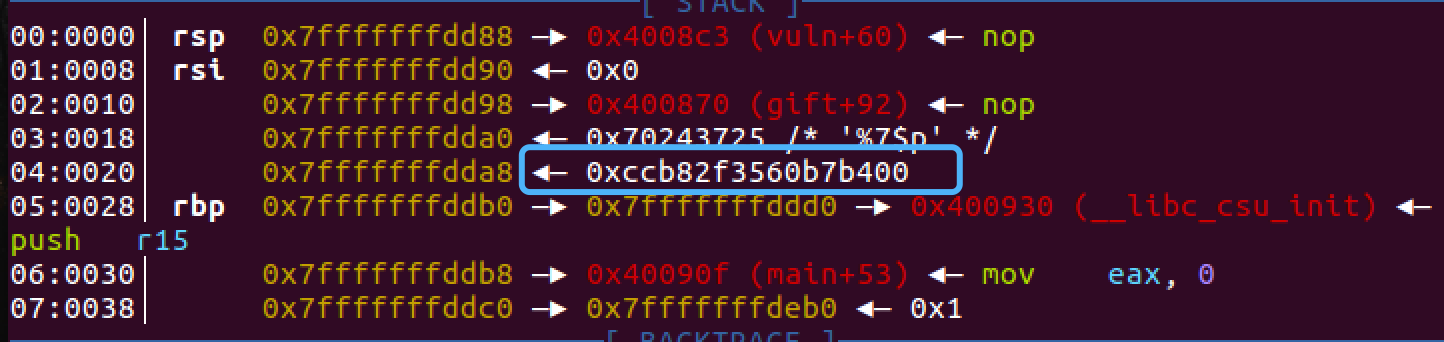 [ STACK ]
00:0000│ rsp 0x7fffffffdd88 —▸ 0x4008c3 (vuln+60) ◂— nop
01:0008│ rsi 0x7fffffffdd90 ◂— 0x0
02:0010│ 0x7fffffffdd98 —▸ 0x400870 (gift+92) ◂— nop
03:0018│ 0x7fffffffdda0 ◂— 0x70243725 /* '%7$p' */
04:0020│ 0x7fffffffdda8 ◂— 0xccb82f3560b7b400
05:0028│ rbp 0x7fffffffddb0 —▸ 0x7fffffffddd0 —▸ 0x400930 (__libc_csu_init) ◂—
push r15
06:0030│ 0x7fffffffddb8 —▸ 0x40090f (main+53) ◂— mov eax, 0
07:0038│ 0x7fffffffddc0 —▸ 0x7fffffffdeb0 ◂— 0x1
[ BACKTRACE ]